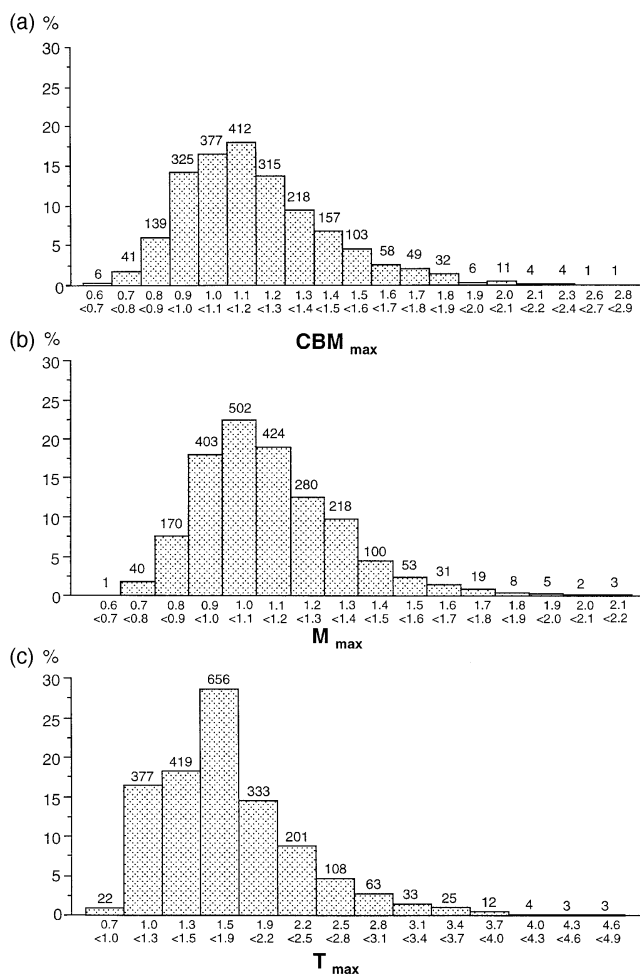 (a) %
30
25
20
15
10
5
0
6 41 139 325 377 412 315 218 157 103 58 49 32 6 11 4 4 1 1
0.6 0.7 0.8 0.9 1.0 1.1 1.2 1.3 1.4 1.5 1.6 1.7 1.8 1.9 2.0 2.1 2.3 2.6 2.8
<0.7 <0.8 <0.9 <1.0 <1.1 <1.2 <1.3 <1.4 <1.5 <1.6 <1.7 <1.8 <1.9 <2.0 <2.1 <2.2 <2.4 <2.7 <2.9
CBM max
(b) %
30
25
20
15
10
5
0
1 40 170 403 502 424 280 218 100 53 31 19 8 5 2 3
0.6 0.7 0.8 0.9 1.0 1.1 1.2 1.3 1.4 1.5 1.6 1.7 1.8 1.9 2.0 2.1
<0.7 <0.8 <0.9 <1.0 <1.1 <1.2 <1.3 <1.4 <1.5 <1.6 <1.7 <1.8 <1.9 <2.0 <2.1 <2.2
M max
(c) %
30
25
20
15
10
5
0
22 377 419 656 333 201 108 63 33 25 12 4 3 3
0.7 1.0 1.3 1.5 1.9 2.2 2.5 2.8 3.1 3.4 3.7 4.0 4.3 4.6
<1.0 <1.3 <1.5 <1.9 <2.2 <2.5 <2.8 <3.1 <3.4 <3.7 <4.0 <4.3 <4.6 <4.9
T max